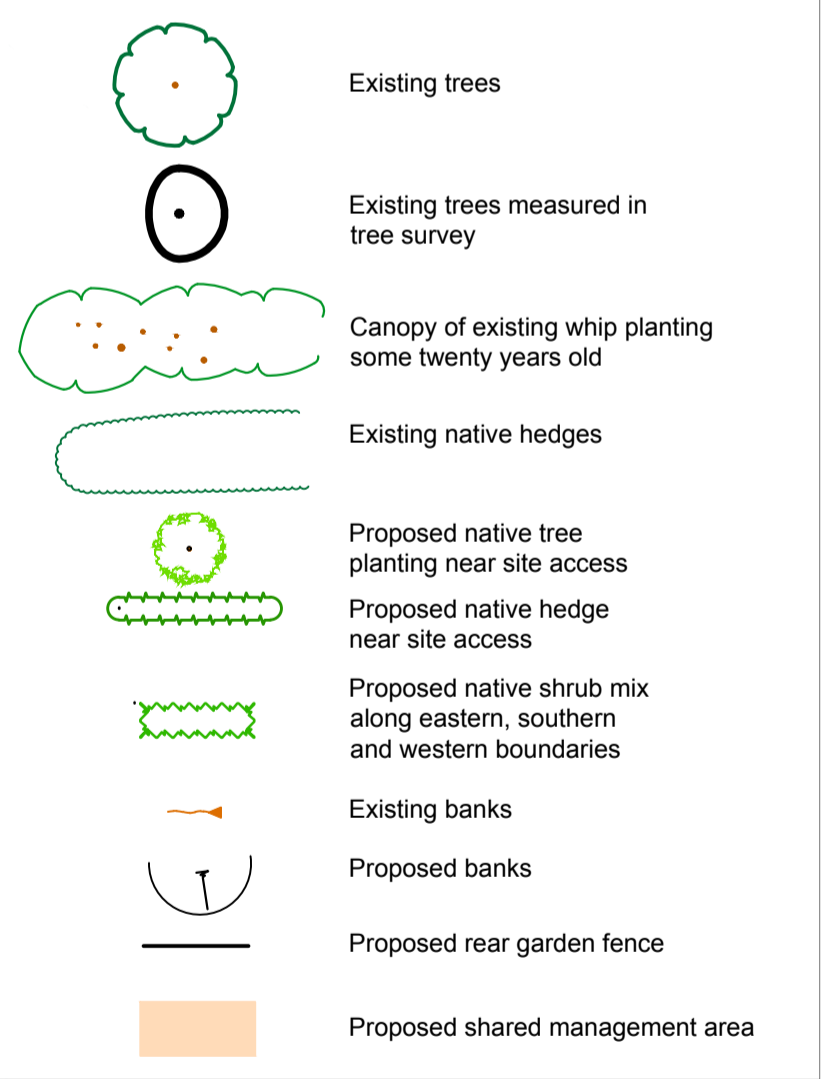 Existing trees
Existing trees measured in
tree survey
Canopy of existing whip planting
some twenty years old
Existing native hedges
Proposed native tree
planting near site access
Proposed native hedge
near site access
Proposed native shrub mix
along eastern, southern
and western boundaries
Existing banks
Proposed banks
Proposed rear garden fence
Proposed shared management area